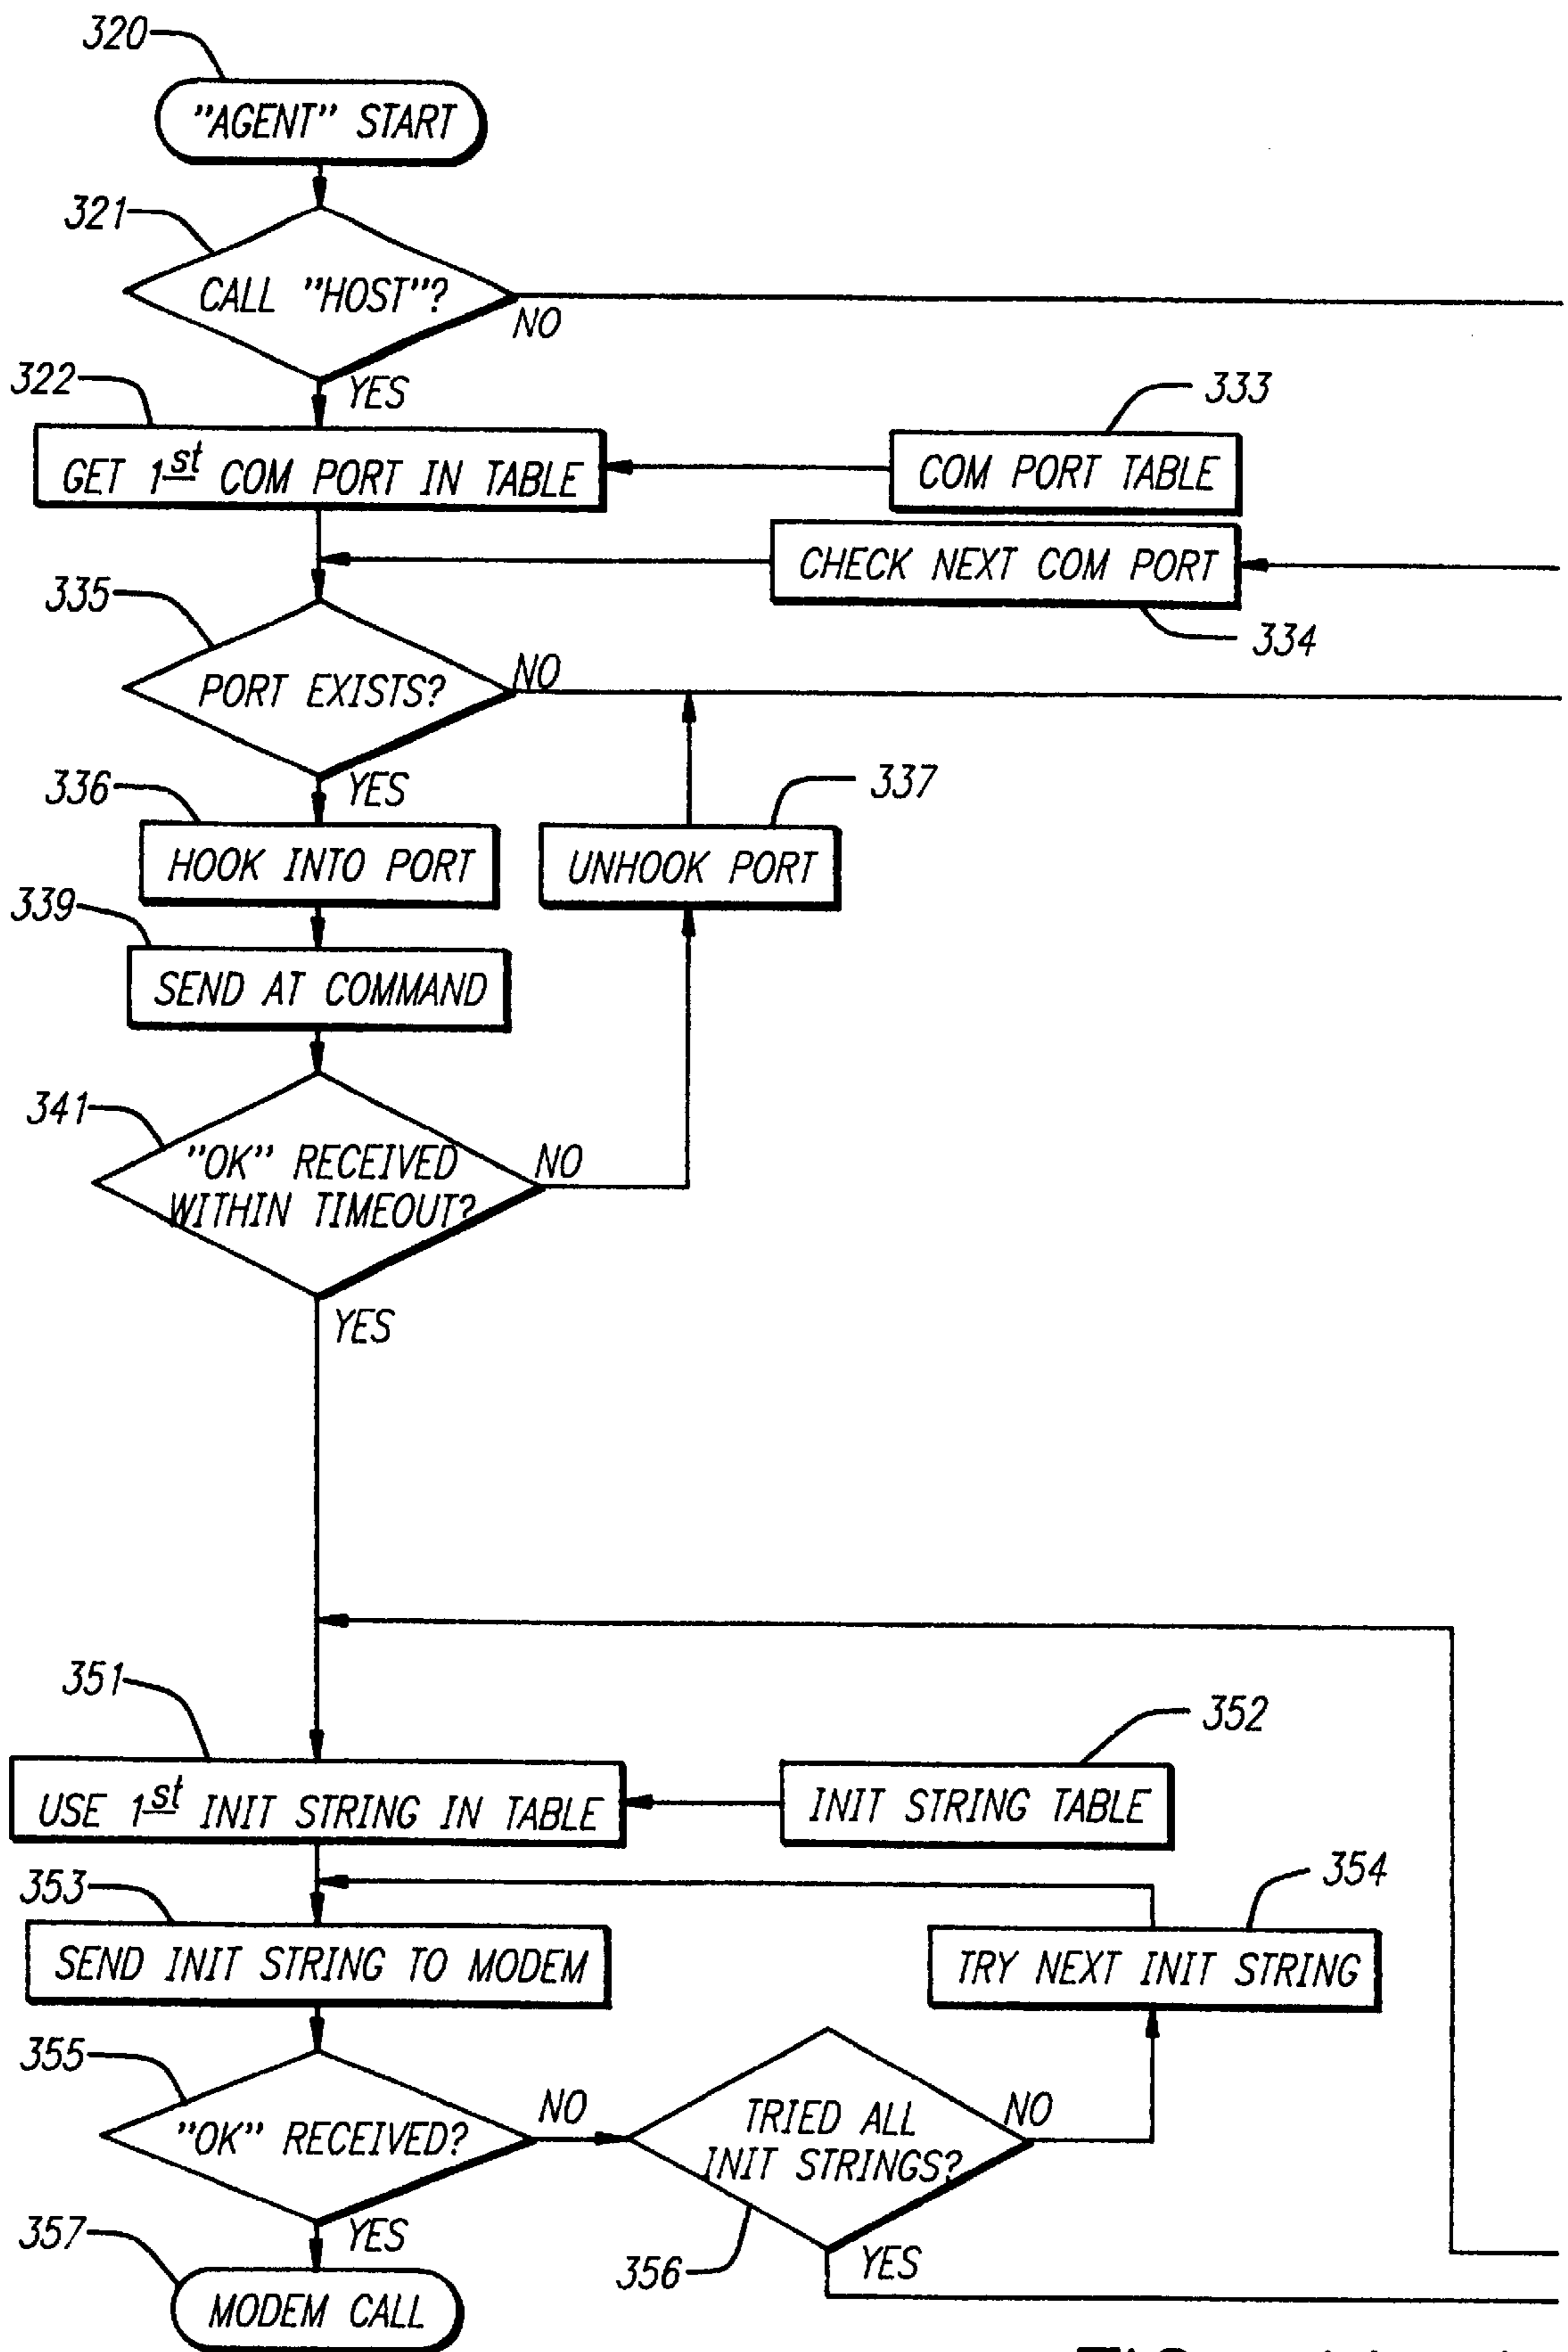 320
"AGENT" START
321
CALL "HOST"?
NO
322
YES
333
GET 1st COM PORT IN TABLE
COM PORT TABLE
CHECK NEXT COM PORT
335
334
NO
PORT EXISTS?
336
YES
337
HOOK INTO PORT
UNHOOK PORT
339
SEND AT COMMAND
341
"OK" RECEIVED
WITHIN TIMEOUT?
NO
YES
351
352
USE 1st INIT STRING IN TABLE
INIT STRING TABLE
353
354
SEND INIT STRING TO MODEM
TRY NEXT INIT STRING
355
"OK" RECEIVED?
NO
TRIED ALL
INIT STRINGS?
NO
357
YES
356
YES
MODEM CALL